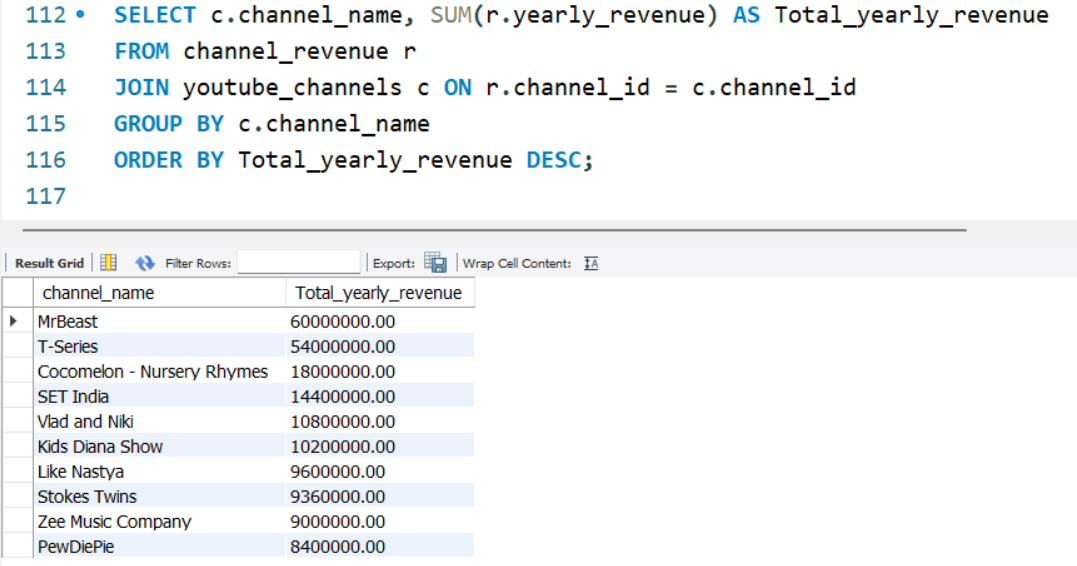 112 SELECT c.channel_name, SUM(r.yearly_revenue) AS Total_yearly_revenue
113 FROM channel_revenue r
114 JOIN youtube_channels c ON r.channel_id = c.channel_id
115 GROUP BY c.channel_name
116 ORDER BY Total_yearly_revenue DESC;
117
Result Grid Filter Rows: Export: Wrap Cell Content: IA
channel_name Total_yearly_revenue
MrBeast 60000000.00
T-Series 54000000.00
Cocomelon - Nursery Rhymes 18000000.00
SET India 14400000.00
Vlad and Niki 10800000.00
Kids Diana Show 10200000.00
Like Nastya 9600000.00
Stokes Twins 9360000.00
Zee Music Company 9000000.00
PewDiePie 8400000.00